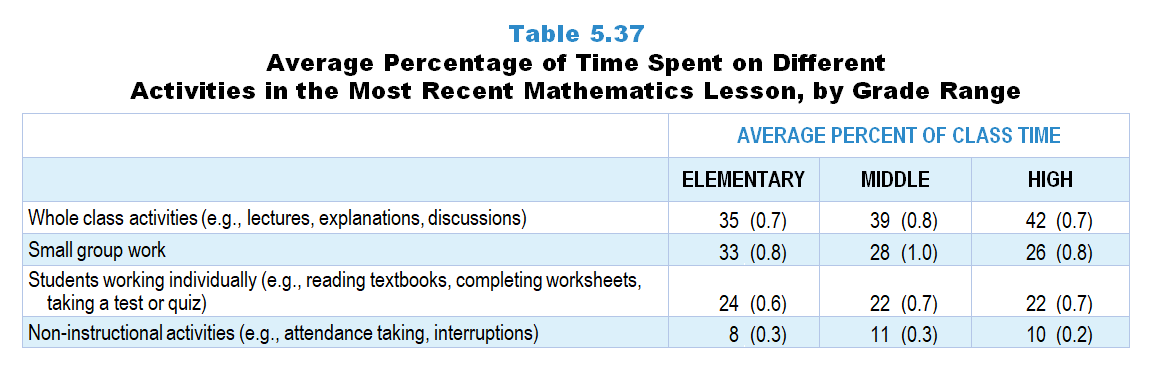 Table 5.37
Average Percentage of Time Spent on Different
Activities in the Most Recent Mathematics Lesson, by Grade Range
AVERAGE PERCENT OF CLASS TIME
ELEMENTARY MIDDLE HIGH
Whole class activities (e.g., lectures, explanations, discussions) 35 (0.7) 39 (0.8) 42 (0.7)
Small group work 33 (0.8) 28 (1.0) 26 (0.8)
Students working individually (e.g., reading textbooks, completing worksheets,
taking a test or quiz) 24 (0.6) 22 (0.7) 22 (0.7)
Non-instructional activities (e.g., attendance taking, interruptions) 8 (0.3) 11 (0.3) 10 (0.2)